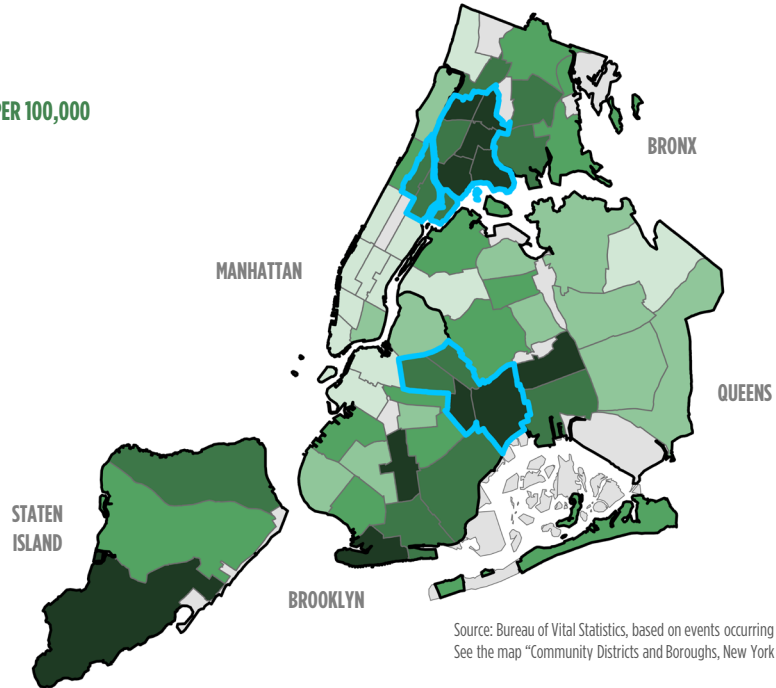 PER 100,000
BRONX
MANHATTAN
QUEENS
STATEN
ISLAND
BROOKLYN
Source: Bureau of Vital Statistics, based on events occurring
See the map “Community Districts and Boroughs, New York